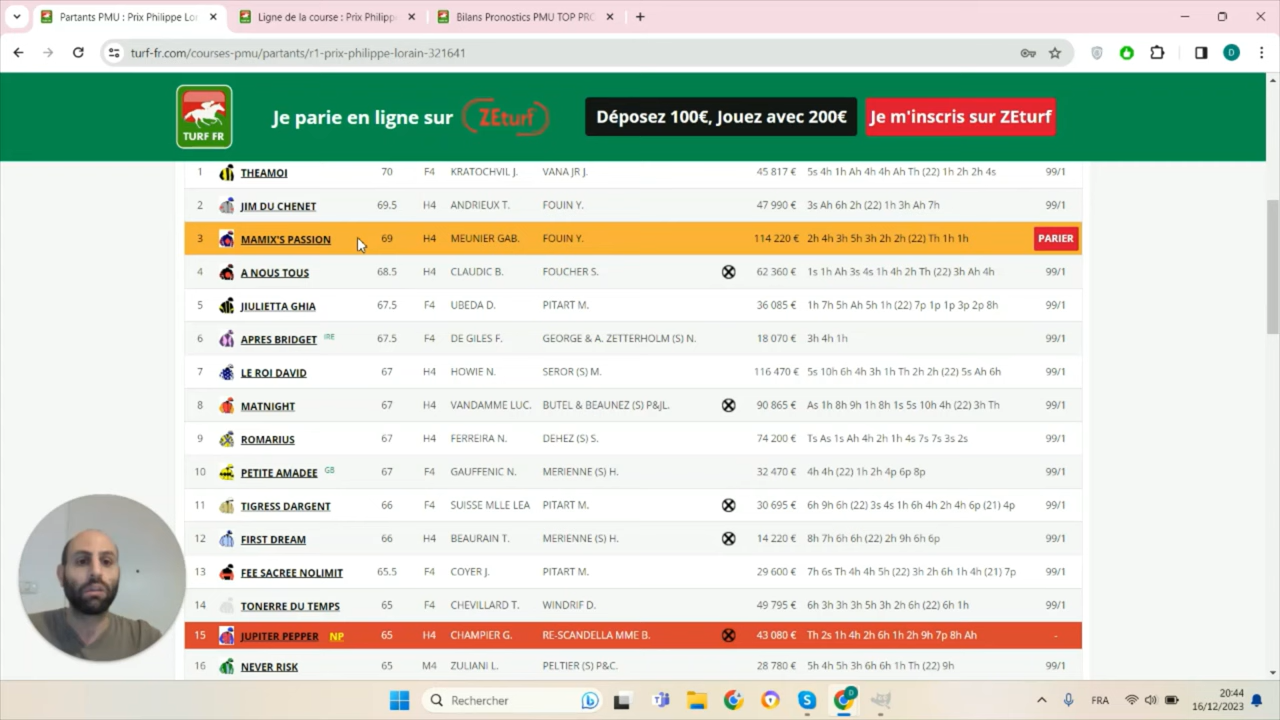 Partants PMU : Prix Philippe Lor
Ligne de la course : Prix Philipp
Bilans Pronostics PMU TOP PRO
turf-fr.com/courses-pmu/partants/r1-prix-philippe-lorain-321641
D
TURF FR
Je parie en ligne sur ZEturf
Déposez 100€, Jouez avec 200€
Je m'inscris sur ZEturf
1 THEAMOI 70 F4 KRATOCHVIL J. VANA JR J. 45 817 € 5s 4h 1h Ah 4h 4h Ah Th (22) 1h 2h 2h 4s 99/1
2 JIM DU CHENET 69.5 H4 ANDRIEUX T. FOUIN Y. 47 990 € 3s Ah 6h 2h (22) 1h 3h Ah 7h 99/1
3 MAMIX'S PASSION 69 H4 MEUNIER GAB. FOUIN Y. 114 220 € 2h 4h 3h 5h 3h 2h 2h (22) Th 1h 1h PARIER
4 A NOUS TOUS 68.5 H4 CLAUDIC B. FOUCHER S. 62 360 € 1s 1h Ah 3s 4s 1h 4h 2h Th (22) 3h Ah 4h 99/1
5 JIULIETTA GHIA 67.5 F4 UBEDA D. PITART M. 36 085 € 1h 7h 5h Ah 5h 1h (22) 7p 1p 1p 3p 2p 8h 99/1
6 APRES BRIDGET IRE 67.5 F4 DE GILES F. GEORGE & A. ZETTERHOLM (S) N. 18 070 € 3h 4h 1h 99/1
7 LE ROI DAVID 67 H4 HOWIE N. SEROR (S) M. 116 470 € 5s 10h 6h 4h 3h 1h Th 2h 2h (22) 5s Ah 6h 99/1
8 MATNIGHT 67 H4 VANDAMME LUC. BUTEL & BEAUNEZ (S) P&JL. 90 865 € As 1h 8h 9h 1h 8h 1s 5s 10h 4h (22) 3h Th 99/1
9 ROMARIUS 67 H4 FERREIRA N. DEHEZ (S) S. 74 200 € Ts As 1s Ah 4h 2h 1h 4s 7s 7s 3s 2s 99/1
10 PETITE AMADEE GB 67 F4 GAUFFENIC N. MERIENNE (S) H. 32 470 € 4h 4h (22) 1h 2h 4p 6p 8p 99/1
11 TIGRESS DARGENT 66 F4 SUISSE MLLE LEA PITART M. 30 695 € 6h 9h 6h (22) 3s 4s 1h 6h 4h 2h 4h 6p (21) 4p 99/1
12 FIRST DREAM 66 H4 BEAURAIN T. MERIENNE (S) H. 14 220 € 8h 7h 6h 6h (22) 2h 9h 6h 6p 99/1
13 FEE SACREE NOLIMIT 65.5 F4 COYER J. PITART M. 29 600 € 7h 6s Th 4h 4h 5h (22) 3h 2h 6h 1h 4h (21) 7p 99/1
14 TONERRE DU TEMPS 65 F4 CHEVILLARD T. WINDRIF D. 49 795 € 6h 3h 3h 3h 5h 3h 2h 6h (22) 6h 1h 99/1
15 JUPITER PEPPER NP 65 H4 CHAMPIER G. RE-SCANDELLA MME B. 43 080 € Th 2s 1h 4h 2h 6h 1h 2h 9h 7p 8h Ah -
16 NEVER RISK 65 M4 ZULIANI L. PELTIER (S) P&C. 28 780 € 5h 4h 5h 3h 6h 6h 1h (22) 9h 99/1
Rechercher
FRA
20:44
16/12/2023